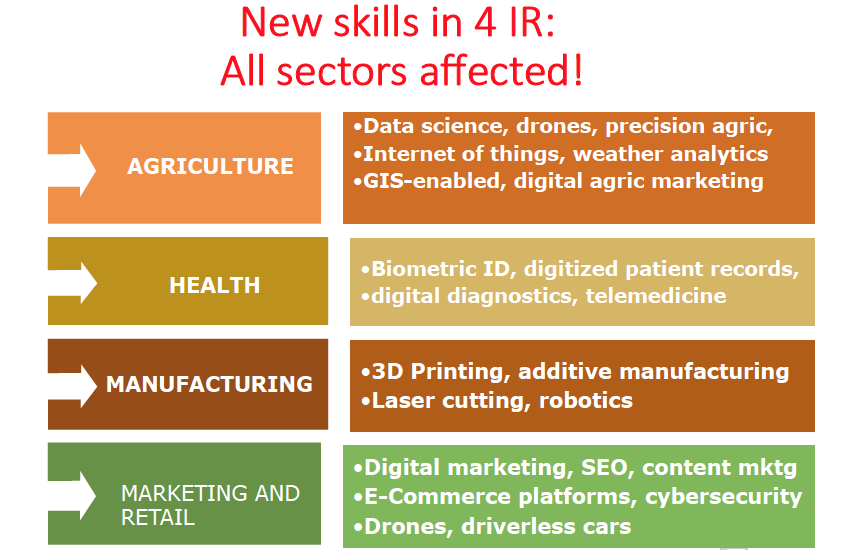 New skills in 4 IR:
All sectors affected!
AGRICULTURE
•Data science, drones, precision agric,
•Internet of things, weather analytics
•GIS-enabled, digital agric marketing
HEALTH
•Biometric ID, digitized patient records,
•digital diagnostics, telemedicine
MANUFACTURING
•3D Printing, additive manufacturing
•Laser cutting, robotics
MARKETING AND
RETAIL
•Digital marketing, SEO, content mktg
•E-Commerce platforms, cybersecurity
•Drones, driverless cars